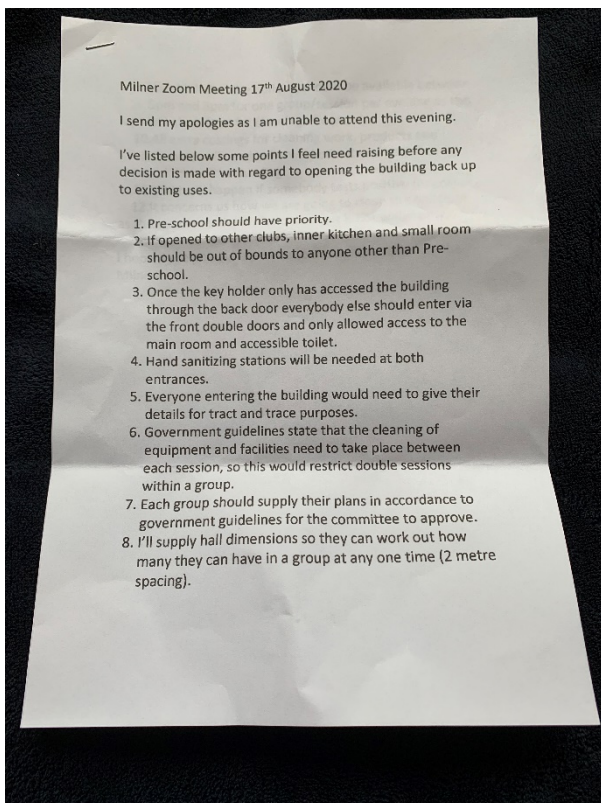 Milner Zoom Meeting 17th August 2020
I send my apologies as I am unable to attend this evening.
I've listed below some points I feel need raising before any
decision is made with regard to opening the building back up
to existing uses.
1. Pre-school should have priority.
2. If opened to other clubs, inner kitchen and small room
should be out of bounds to anyone other than Pre-
school.
3. Once the key holder only has accessed the building
through the back door everybody else should enter via
the front double doors and only allowed access to the
main room and accessible toilet.
4. Hand sanitizing stations will be needed at both
entrances.
5. Everyone entering the building would need to give their
details for tract and trace purposes.
6. Government guidelines state that the cleaning of
equipment and facilities need to take place between
each session, so this would restrict double sessions
within a group.
7. Each group should supply their plans in accordance to
government guidelines for the committee to approve.
8. I'll supply hall dimensions so they can work out how
many they can have in a group at any one time (2 metre
spacing).